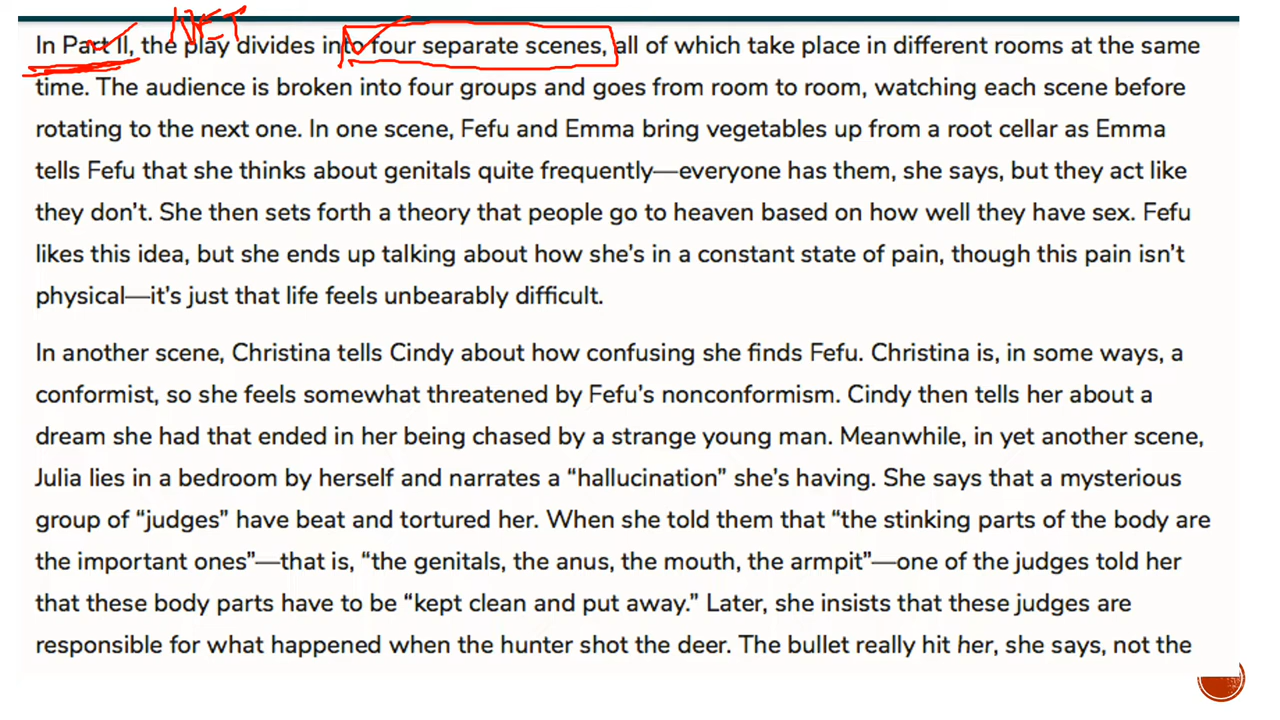 NET
In Part II, the play divides into four separate scenes, all of which take place in different rooms at the same
time. The audience is broken into four groups and goes from room to room, watching each scene before
rotating to the next one. In one scene, Fefu and Emma bring vegetables up from a root cellar as Emma
tells Fefu that she thinks about genitals quite frequently—everyone has them, she says, but they act like
they don't. She then sets forth a theory that people go to heaven based on how well they have sex. Fefu
likes this idea, but she ends up talking about how she's in a constant state of pain, though this pain isn't
physical—it's just that life feels unbearably difficult.
In another scene, Christina tells Cindy about how confusing she finds Fefu. Christina is, in some ways, a
conformist, so she feels somewhat threatened by Fefu's nonconformism. Cindy then tells her about a
dream she had that ended in her being chased by a strange young man. Meanwhile, in yet another scene,
Julia lies in a bedroom by herself and narrates a “hallucination” she's having. She says that a mysterious
group of “judges” have beat and tortured her. When she told them that “the stinking parts of the body are
the important ones”—that is, “the genitals, the anus, the mouth, the armpit”—one of the judges told her
that these body parts have to be “kept clean and put away.” Later, she insists that these judges are
responsible for what happened when the hunter shot the deer. The bullet really hit her, she says, not the